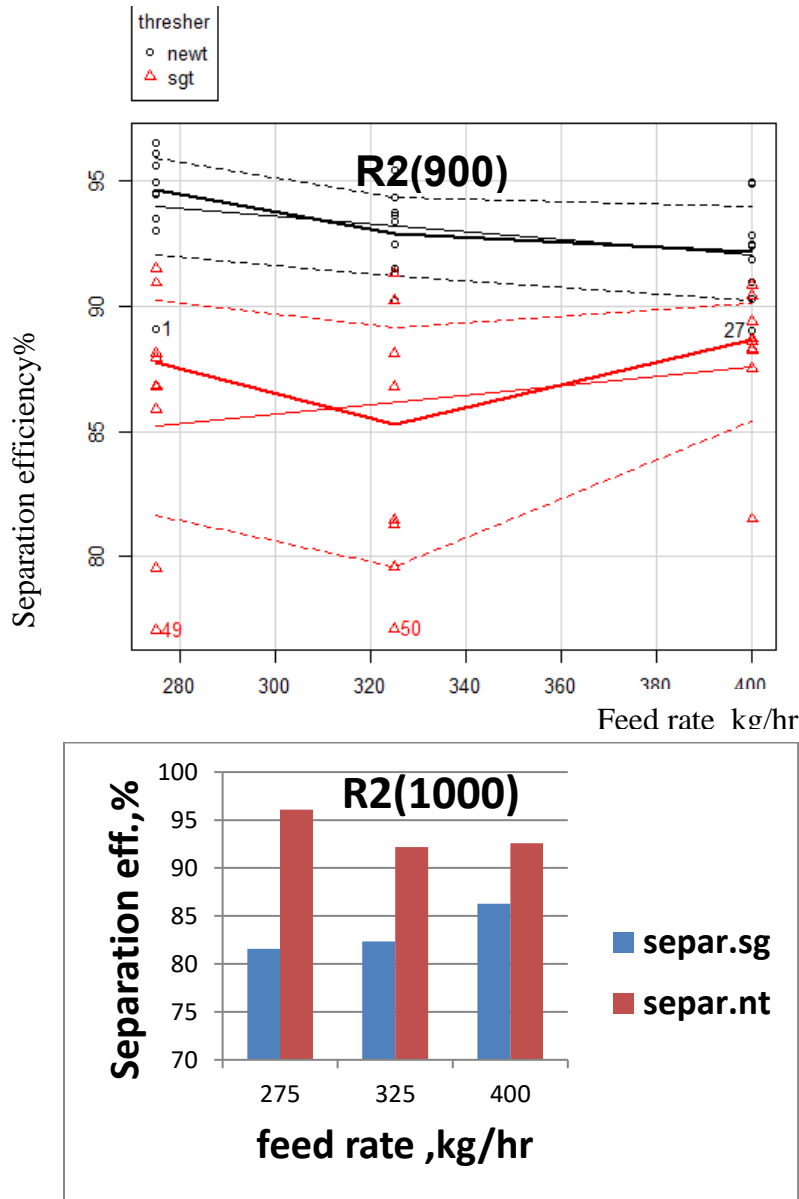 thresher
newt
sgt
R2(900)
95
90
85
80
1
27
49
50
Separation efficiency%
280 300 320 340 360 380 400
Feed rate kg/hr
R2(1000)
100
95
90
85
80
75
70
Separation eff.,%
separ.sg
separ.nt
275 325 400
feed rate ,kg/hr